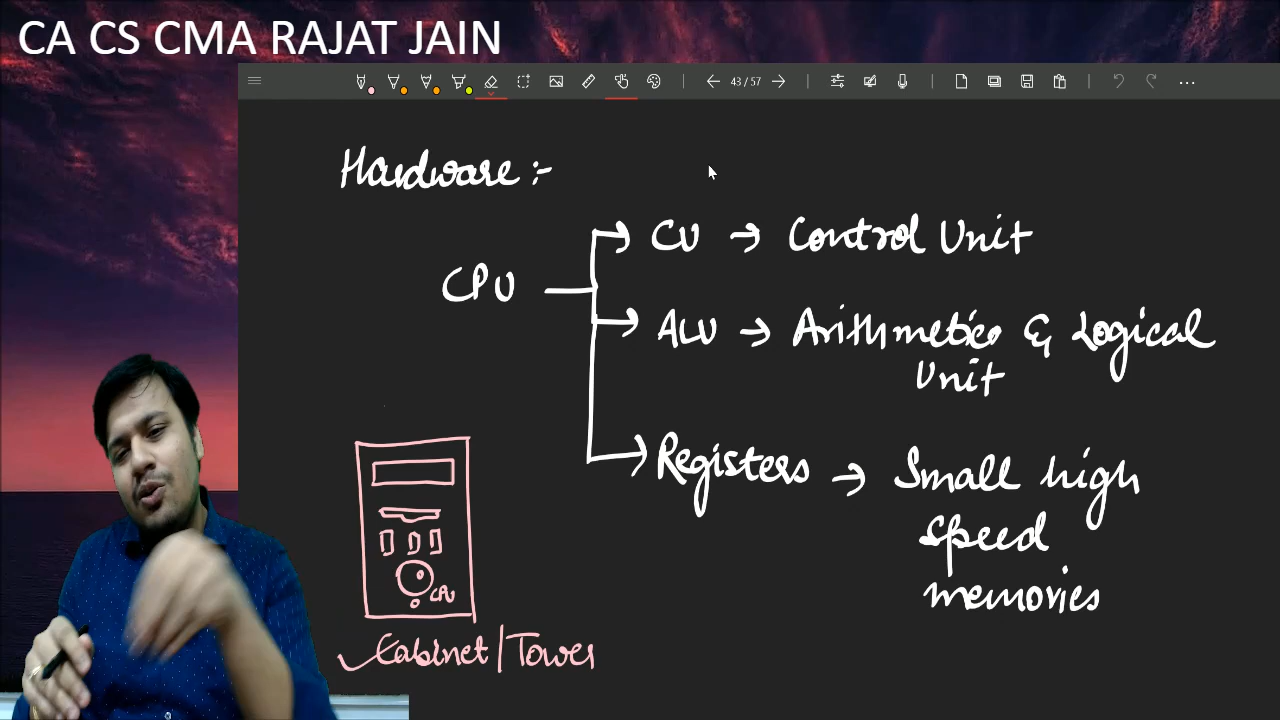 CA CS CMA RAJAT JAIN
43/57
Hardware :-
CPU
CU → Control Unit
ALU → Arithmetic & Logical
Unit
Registers → Small high
speed
memories
CPU
Cabinet/Tower